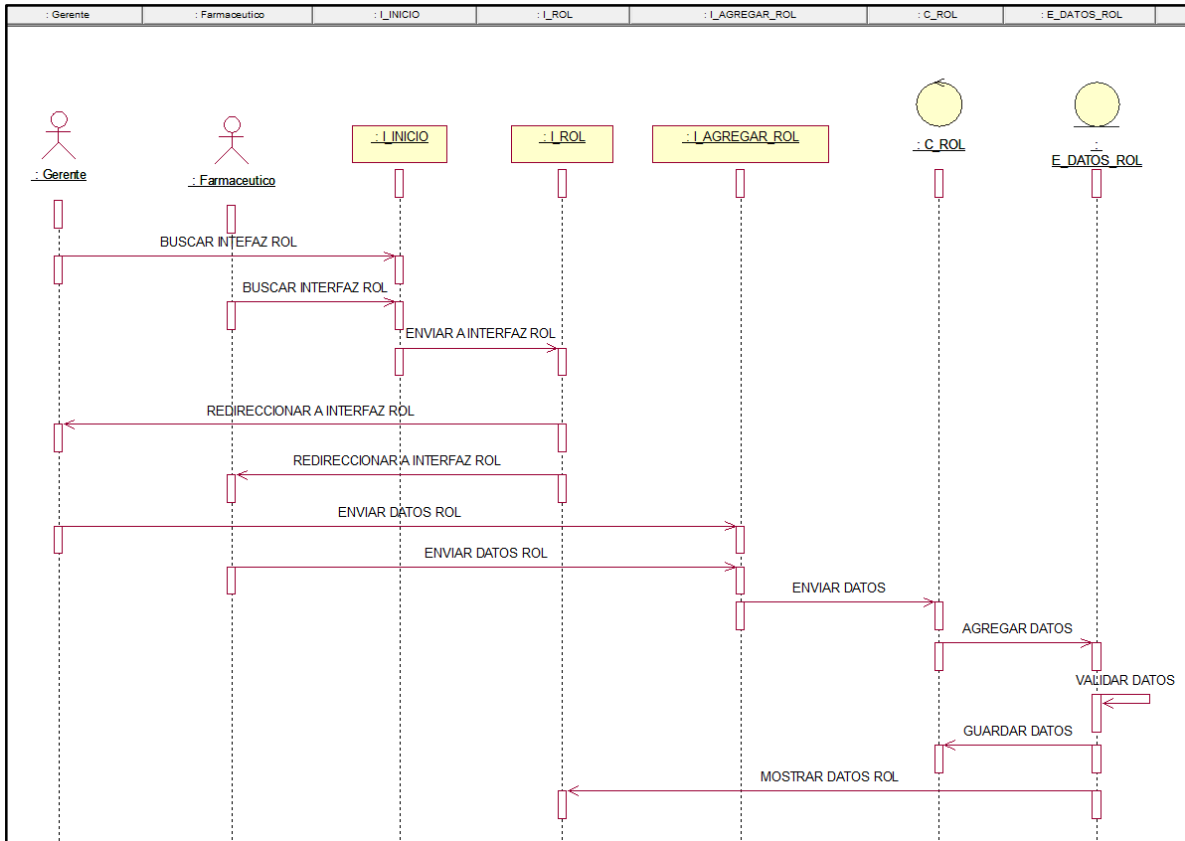 : Gerente
: Farmaceutico
: I_INICIO
: I_ROL
: I_AGREGAR_ROL
: C_ROL
: E_DATOS_ROL
: Gerente
: Farmaceutico
: I_INICIO
: I_ROL
: I_AGREGAR_ROL
: C_ROL
:
E_DATOS_ROL
BUSCAR INTEFAZ ROL
BUSCAR INTERFAZ ROL
ENVIAR A INTERFAZ ROL
REDIRECCIONAR A INTERFAZ ROL
REDIRECCIONAR A INTERFAZ ROL
ENVIAR DATOS ROL
ENVIAR DATOS ROL
ENVIAR DATOS
AGREGAR DATOS
VALIDAR DATOS
GUARDAR DATOS
MOSTRAR DATOS ROL